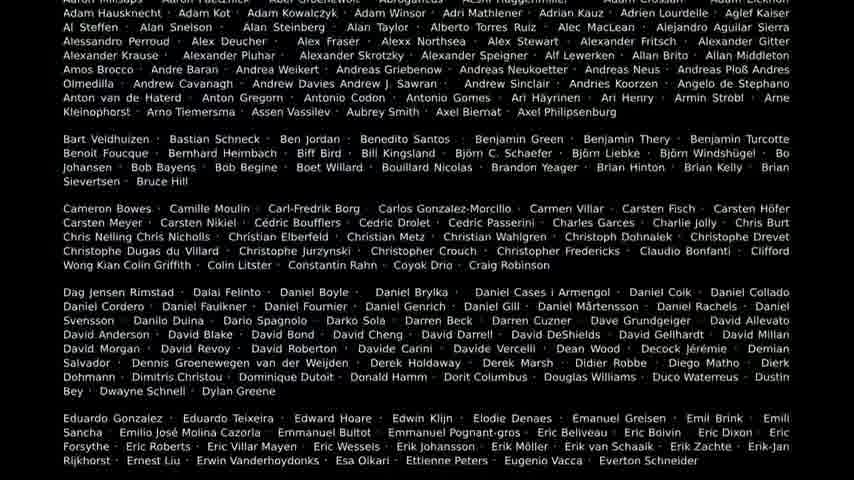 Adam Hausknecht · Adam Kot · Adam Kowalczyk · Adam Winsor · Adri Mathlener · Adrian Kauz · Adrien Lourdelle · Aglef Kaiser
Al Steffen · Alan Sneison · Alan Steinberg · Alan Taylor · Alberto Torres Ruiz · Alec MacLean · Alejandro Aguilar Sierra
Alessandro Perroud · Alex Deucher · Alex Fraser · Alexx Northsea · Alex Stewart · Alexander Fritsch · Alexander Gitter
Alexander Krause · Alexander Pluhar · Alexander Skrotzky · Alexander Speigner · Alf Lewerken · Allan Brito · Allan Middleton
Amos Brocco · Andre Baran · Andrea Weikert · Andreas Griebenow · Andreas Neukoetter · Andreas Neus · Andreas Ploß Andres
Olmedilla · Andrew Cavanagh · Andrew Davies Andrew J. Sawran · Andrew Sinclair · Andries Koorzen · Angelo de Stephano
Anton van de Haterd · Anton Gregorn · Antonio Codon · Antonio Gomes · Ari Häyrinen · Ari Henry · Armin Ströbl · Arne
Kleinophorst · Arno Tiemersma · Assen Vassilev · Aubrey Smith · Axel Biemat · Axel Philipsenburg
Bart Veldhuizen · Bastian Schneck · Ben Jordan · Benedito Santos · Benjamin Green · Benjamin Thery · Benjamin Turcotte
Benoit Foucque · Bernhard Heimbach · Biff Bird · Bill Kingsland · Björn C. Schaefer · Björn Liebke · Björn Windshügel · Bo
Johansen · Bob Bayens · Bob Begine · Boet Willard · Bouillard Nicolas · Brandon Yeager · Brian Hinton · Brian Kelly · Brian
Sievertsen · Bruce Hill
Cameron Bowes · Camille Moulin · Carl-Fredrik Borg · Carlos Gonzalez-Morcillo · Carmen Villar · Carsten Fisch · Carsten Höfer
Carsten Meyer · Carsten Nikiel · Cédric Boufflers · Cedric Drolet · Cedric Passerini · Charles Garces · Charlie Jolly · Chris Burt
Chris Nelling Chris Nicholls · Christian Elberfeld · Christian Metz · Christian Wahlgren · Christoph Dohnalek · Christophe Drevet
Christophe Dugas du Villard · Christophe Jurzynski · Christopher Crouch · Christopher Fredericks · Claudio Bonfanti · Clifford
Wong Kian Colin Griffith · Colin Litster · Constantin Rahn · Coyok Drio · Craig Robinson
Dag Jensen Rimstad · Dalai Felinto · Daniel Boyle · Daniel Brylka · Daniel Cases i Armengol · Daniel Coik · Daniel Collado
Daniel Cordero · Daniel Faulkner · Daniel Fournier · Daniel Genrich · Daniel Gill · Daniel Mårtensson · Daniel Rachels · Daniel
Svensson · Danilo Duina · Dario Spagnolo · Darko Sola · Darren Beck · Darren Cuzner · Dave Grundgeiger · David Allevato
David Anderson · David Blake · David Bond · David Cheng · David Darrell · David DeShields · David Gellhardt · David Millan
David Morgan · David Revoy · David Roberton · Davide Carini · Davide Vercelli · Dean Wood · Decock Jérémie · Demian
Salvador · Dennis Groenewegen van der Weijden · Derek Holdaway · Derek Marsh · Didier Robbe · Diego Matho · Dierk
Dohmann · Dimitris Christou · Dominique Dutoit · Donald Hamm · Dorit Columbus · Douglas Williams · Duco Waterreus · Dustin
Bey · Dwayne Schnell · Dylan Greene
Eduardo Gonzalez · Eduardo Teixeira · Edward Hoare · Edwin Klijn · Elodie Denaes · Emanuel Greisen · Emil Brink · Emili
Sancha · Emilio José Molina Cazorla · Emmanuel Bultot · Emmanuel Pognant-gros · Eric Beliveau · Eric Boivin · Eric Dixon · Eric
Forsythe · Eric Roberts · Eric Villar Mayen · Eric Wessels · Erik Johansson · Erik Möller · Erik van Schaaik · Erik Zachte · Erik-Jan
Rijkhorst · Ernest Liu · Erwin Vanderhoydonks · Esa Olkari · Ettienne Peters · Eugenio Vacca · Everton Schneider